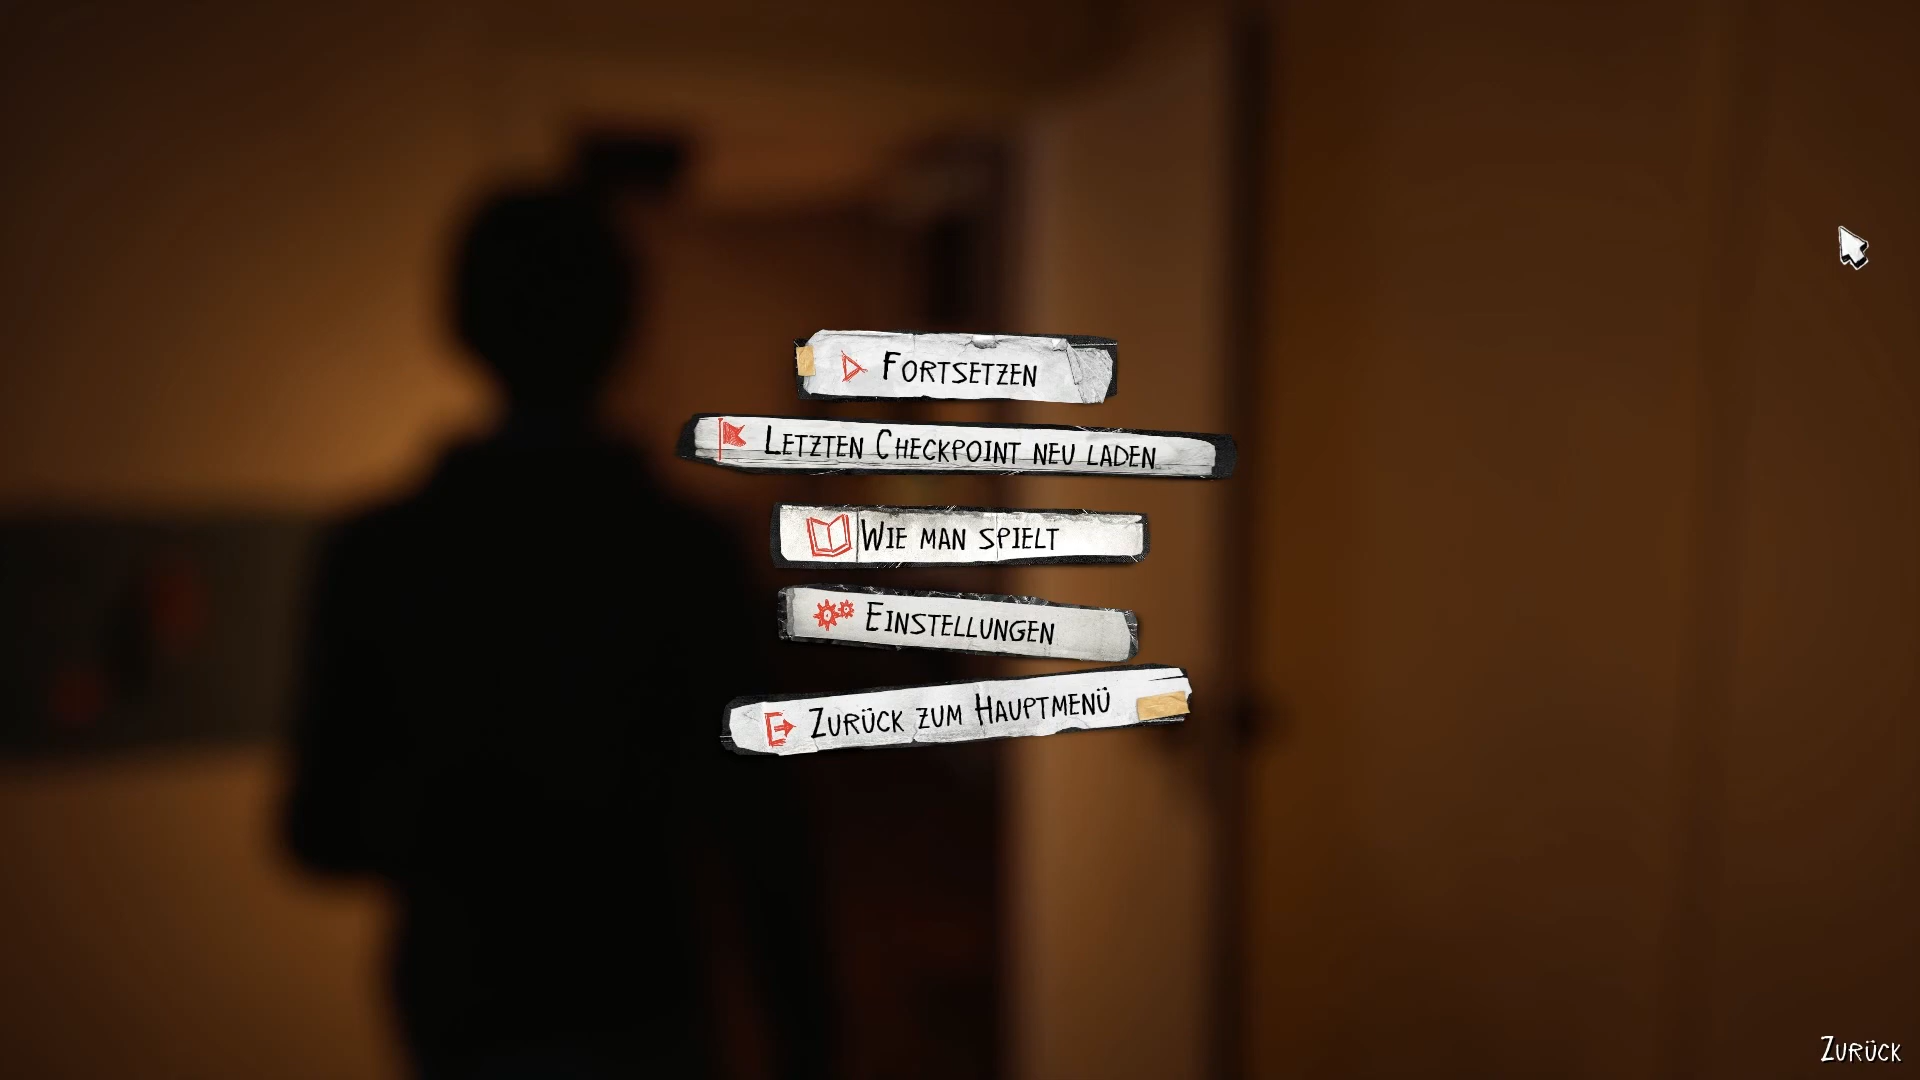 Fortsetzen
Letzten Checkpoint neu laden
Wie man spielt
Einstellungen
Zurück zum Hauptmenü
Zurück